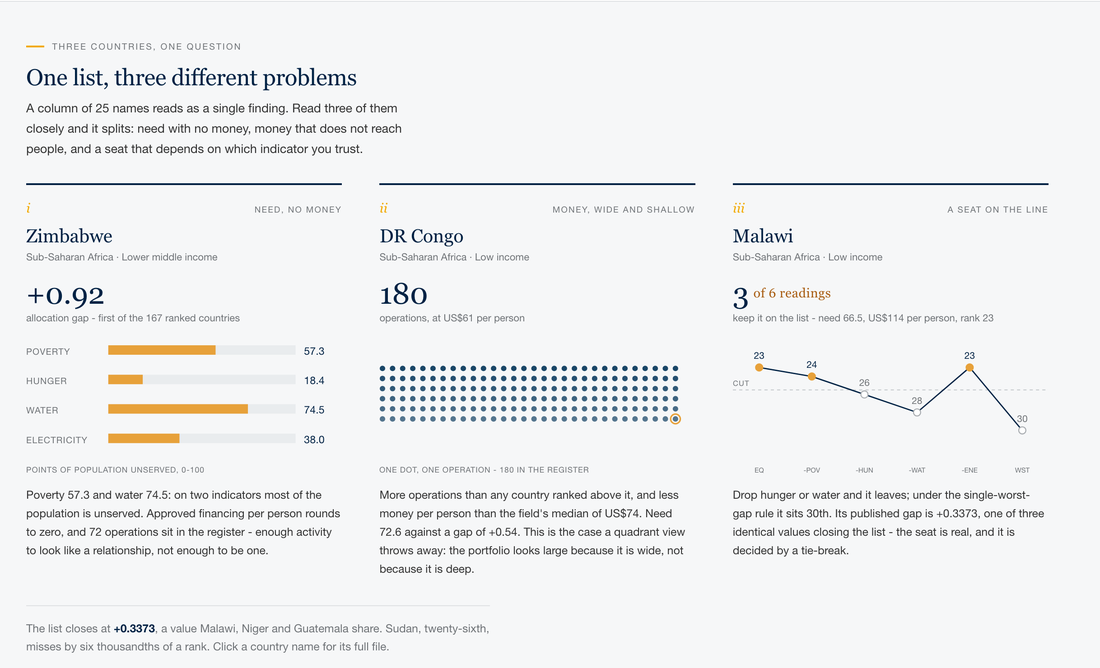 THREE COUNTRIES, ONE QUESTION
One list, three different problems
A column of 25 names reads as a single finding. Read three of them
closely and it splits: need with no money, money that does not reach
people, and a seat that depends on which indicator you trust.
i
NEED, NO MONEY
Zimbabwe
Sub-Saharan Africa · Lower middle income
+0.92
allocation gap - first of the 167 ranked countries
POVERTY 57.3
HUNGER 18.4
WATER 74.5
ELECTRICITY 38.0
POINTS OF POPULATION UNSERVED, 0-100
Poverty 57.3 and water 74.5: on two indicators most of the
population is unserved. Approved financing per person rounds
to zero, and 72 operations sit in the register - enough activity
to look like a relationship, not enough to be one.
ii
MONEY, WIDE AND SHALLOW
DR Congo
Sub-Saharan Africa · Low income
180
operations, at US$61 per person
ONE DOT, ONE OPERATION - 180 IN THE REGISTER
More operations than any country ranked above it, and less
money per person than the field's median of US$74. Need
72.6 against a gap of +0.54. This is the case a quadrant view
throws away: the portfolio looks large because it is wide, not
because it is deep.
iii
A SEAT ON THE LINE
Malawi
Sub-Saharan Africa · Low income
3 of 6 readings
keep it on the list - need 66.5, US$114 per person, rank 23
23
24
26
28
23
30
CUT
EQ -POV -HUN -WAT -ENE WST
Drop hunger or water and it leaves; under the single-worst-
gap rule it sits 30th. Its published gap is +0.3373, one of three
identical values closing the list - the seat is real, and it is
decided by a tie-break.
The list closes at +0.3373, a value Malawi, Niger and Guatemala share. Sudan, twenty-sixth,
misses by six thousandths of a rank. Click a country name for its full file.